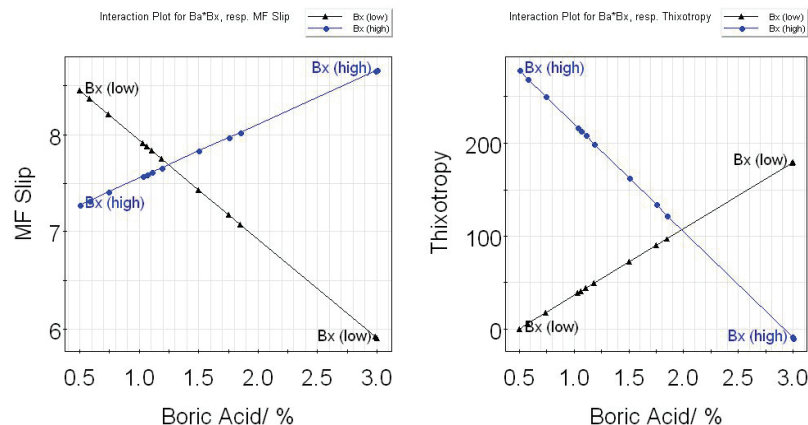 Interaction Plot for Ba*Bx, resp. MF Slip
Bx (low)
Bx (high)
Bx (low)
Bx (high)
Bx (high)
Bx (low)
8
7
6
MF Slip
0.5 1.0 1.5 2.0 2.5 3.0
Boric Acid/ %
Interaction Plot for Ba*Bx, resp. Thixotropy
Bx (low)
Bx (high)
Bx (high)
Bx (low)
Bx (low)
Bx (high)
200
100
0
Thixotropy
0.5 1.0 1.5 2.0 2.5 3.0
Boric Acid/ %